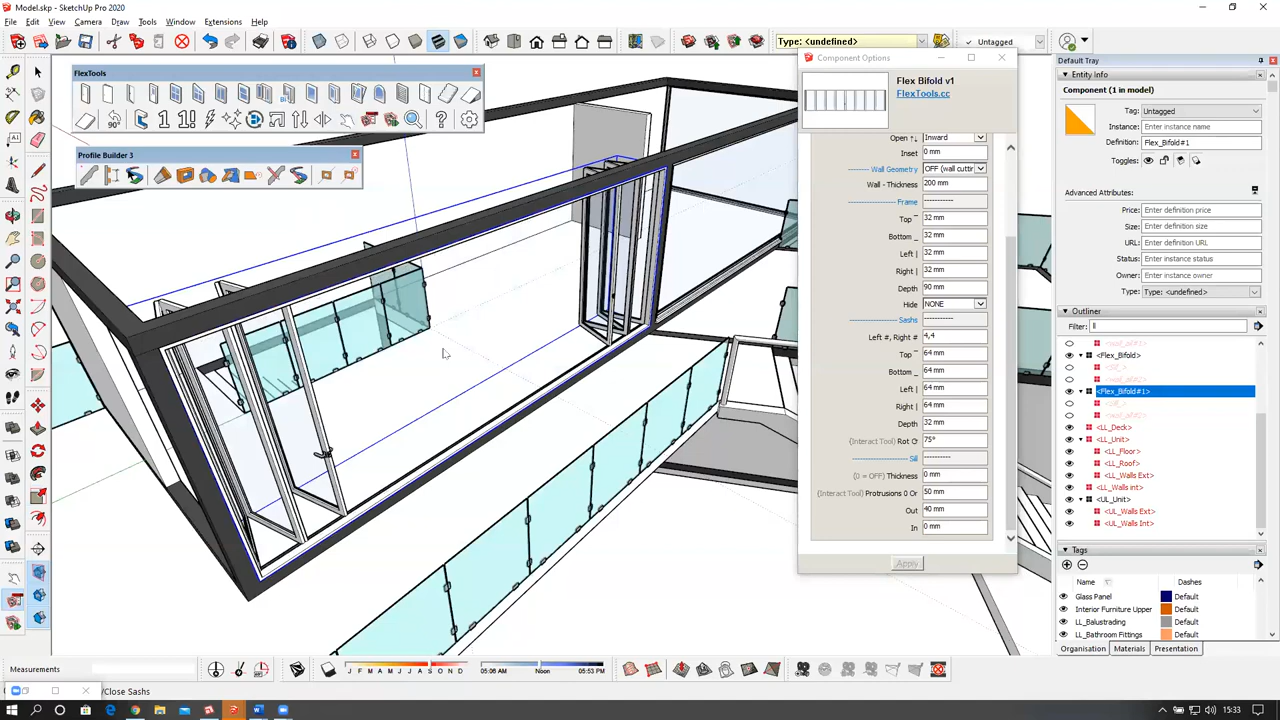 Model.skp - SketchUp Pro 2020
File Edit View Camera Draw Tools Window Extensions Help
Type: <undefined>
Untagged
FlexTools
Profile Builder 3
Component Options
Flex Bifold v1
FlexTools.cc
Open ↑↓ Inward
Inset 0 mm
Wall Geometry OFF (wall cuttir
Wall - Thickness 200 mm
Frame ----------
Top ¯ 32 mm
Bottom _ 32 mm
Left | 32 mm
Right | 32 mm
Depth 90 mm
Hide NONE
Sashs ----------
Left #, Right # 4,4
Top ¯ 64 mm
Bottom _ 64 mm
Left | 64 mm
Right | 64 mm
Depth 32 mm
(Interact Tool) Rot 75°
Sill ----------
(0 = OFF) Thickness 0 mm
(Interact Tool) Protrusions 0 Or 50 mm
Out 40 mm
In 0 mm
Apply
Default Tray
Entity Info
Component (1 in model)
Tag: Untagged
Instance: Enter instance name
Definition: Flex_Bifold#1
Toggles:
Advanced Attributes:
Price: Enter definition price
Size: Enter definition size
URL: Enter definition URL
Status: Enter instance status
Owner: Enter instance owner
Type: Type: <undefined>
Outliner
Filter: ll
<Flex_Bifold>
<Flex_Bifold#1>
<LL_Deck>
<LL_Unit>
<LL_Floor>
<LL_Roof>
<LL_Walls Ext>
<LL_Walls int>
<UL_Unit>
<UL_Walls Ext>
<UL_Walls Int>
Tags
Name Dashes
Glass Panel Default
Interior Furniture Upper Default
LL_Balustrading Default
LL_Bathroom Fittings Default
Organisation Materials Presentation
Measurements
J F M A M J J A S O N D
05:06 AM Noon 05:53 PM
/Close Sashs
15:33